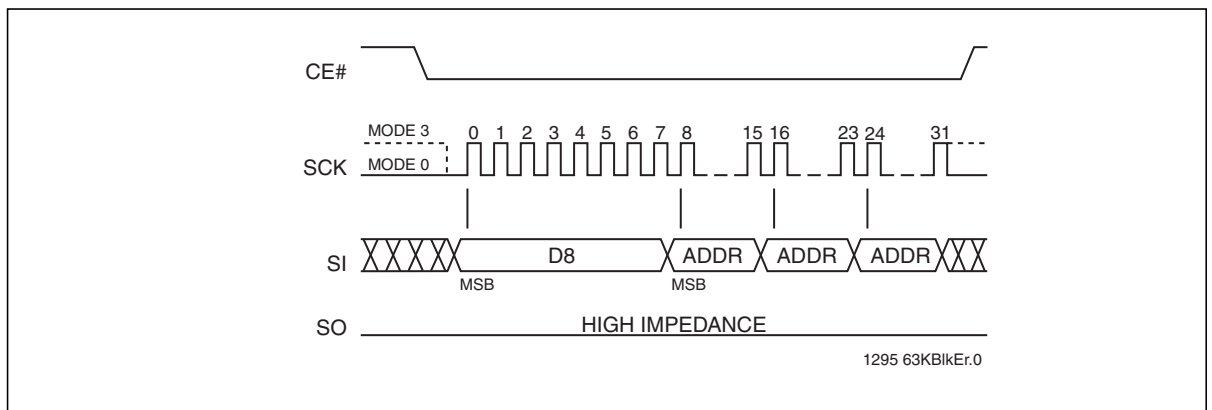 CE#
MODE 3
0 1 2 3 4 5 6 7 8 15 16 23 24 31
SCK
MODE 0
SI
D8
ADDR
ADDR
ADDR
MSB
MSB
SO
HIGH IMPEDANCE
1295 63KBlkEr.0